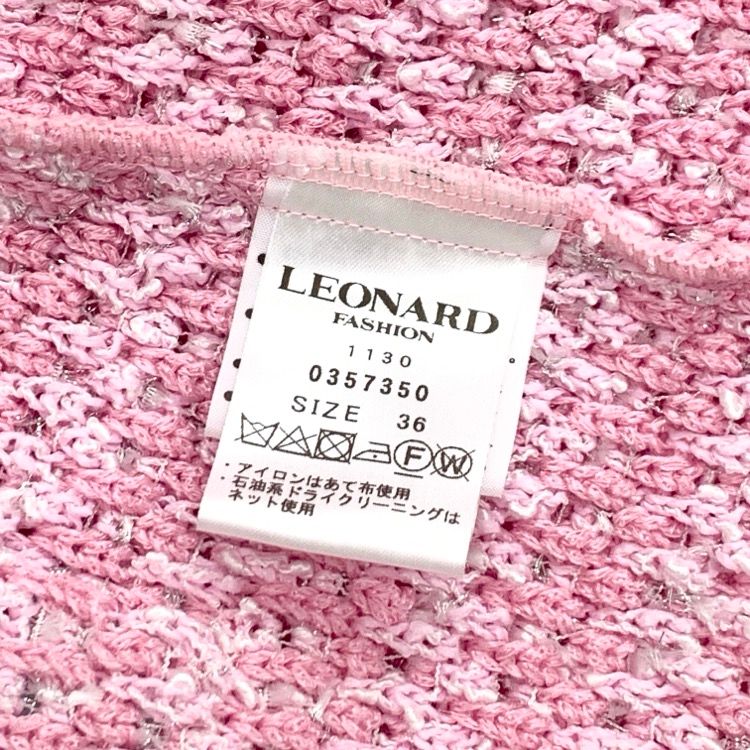 LEONARD
FASHION
1130
0357350
SIZE 36
F W
・アイロンはあて布使用
・石油系ドライクリーニングは
ネット使用